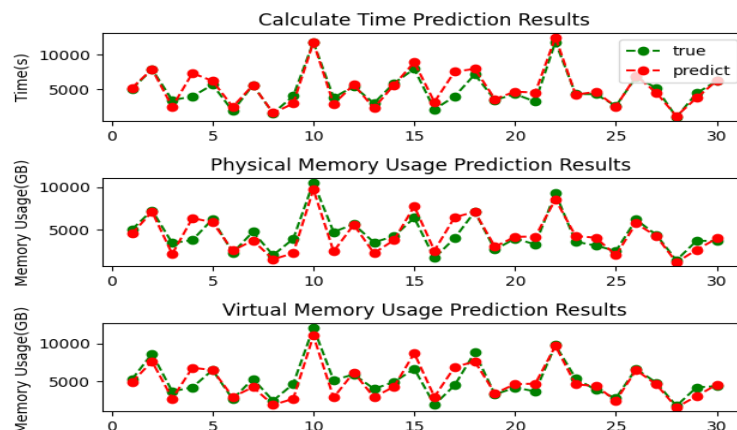 Calculate Time Prediction Results
Time(s)
10000
5000
true
predict
0 5 10 15 20 25 30
Physical Memory Usage Prediction Results
Memory Usage(GB)
10000
5000
0 5 10 15 20 25 30
Virtual Memory Usage Prediction Results
Memory Usage(GB)
10000
5000
0 5 10 15 20 25 30